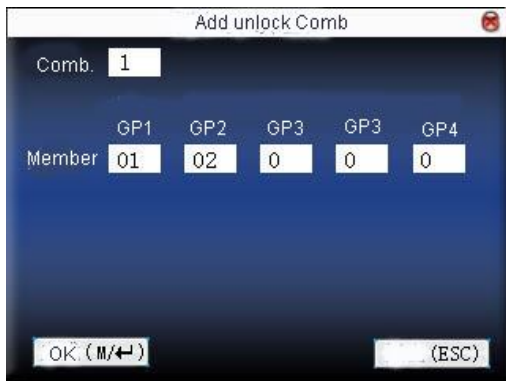 Add unlock Comb
Comb. 1
GP1 GP2 GP3 GP3 GP4
Member 01 02 0 0 0
OK (M/↵) (ESC)